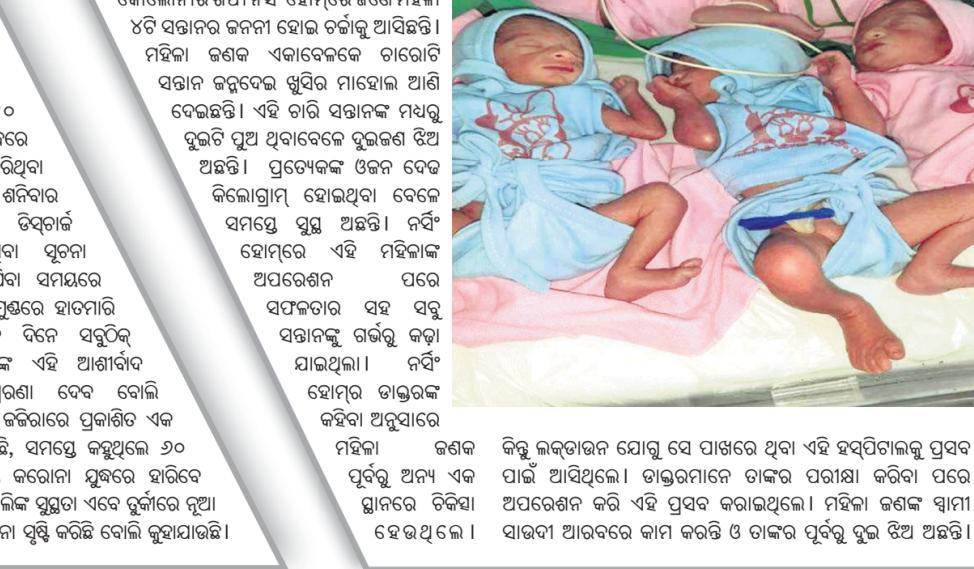 ୪ଟି ସନ୍ତାନର ଜନନୀ ହୋଇ ଚର୍ଚ୍ଚାକୁ ଆସିଛନ୍ତି।
ମହିଳା ଜଣକ ଏକାବେଳକେ ଚାରୋଟି
ସନ୍ତାନ ଜନ୍ମଦେଇ ଖୁସିର ମାହୋଲ ଆଣି
ଦେଇଛନ୍ତି। ଏହି ଚାରି ସନ୍ତାନଙ୍କ ମଧ୍ୟରୁ
ଦୁଇଟି ପୁଅ ଥିବାବେଳେ ଦୁଇଜଣ ଝିଅ
ଅଛନ୍ତି। ପ୍ରତ୍ୟେକଙ୍କ ଓଜନ ଦେଢ
କିଲୋଗ୍ରାମ୍ ହୋଇଥିବା ବେଳେ
ସମସ୍ତେ ସୁସ୍ଥ ଅଛନ୍ତି। ନର୍ସିଂ
ହୋମ୍‌ରେ ଏହି ମହିଳାଙ୍କ
ଅପରେଶନ ପରେ
ସଫଳତାର ସହ ସବୁ
ସନ୍ତାନଙ୍କୁ ଗର୍ଭରୁ କଢ଼ା
ଯାଇଥିଲା। ନର୍ସିଂ
ହୋମ୍‌ର ଡାକ୍ତରଙ୍କ
କହିବା ଅନୁସାରେ
ମହିଳା ଜଣକ
ପୂର୍ବରୁ ଅନ୍ୟ ଏକ
ସ୍ଥାନରେ ଚିକିତ୍ସା
ହେଉଥିଲେ।
କିନ୍ତୁ ଲକ୍‌ଡାଉନ ଯୋଗୁ ସେ ପାଖରେ ଥିବା ଏହି ହସ୍‌ପିଟାଲକୁ ପ୍ରସବ
ପାଇଁ ଆସିଥିଲେ। ଡାକ୍ତରମାନେ ତାଙ୍କର ପରୀକ୍ଷା କରିବା ପରେ
ଅପରେଶନ କରି ଏହି ପ୍ରସବ କରାଇଥିଲେ। ମହିଳା ଜଣଙ୍କ ସ୍ୱାମୀ
ସାଉଦୀ ଆରବରେ କାମ କରନ୍ତି ଓ ତାଙ୍କର ପୂର୍ବରୁ ଦୁଇ ଝିଅ ଅଛନ୍ତି।
ଶନିବାର
ଡିସ୍‌ଚାର୍ଜ
ସୂଚନା
ସମୟରେ
ହାତମାରି
ଦିନେ ସବୁଠିକ୍
ଏହି ଆଶୀର୍ବାଦ
ଦେବ ବୋଲି
ଜଜିରାରେ ପ୍ରକାଶିତ ଏକ
ସମସ୍ତେ କହୁଥିଲେ ୬୦
କରୋନା ଯୁଦ୍ଧରେ ହାରିବେ
ସୁସ୍ଥତା ଏବେ ତୁର୍କୀରେ ନୂଆ
ସୃଷ୍ଟି କରିଛି ବୋଲି କୁହାଯାଉଛି।